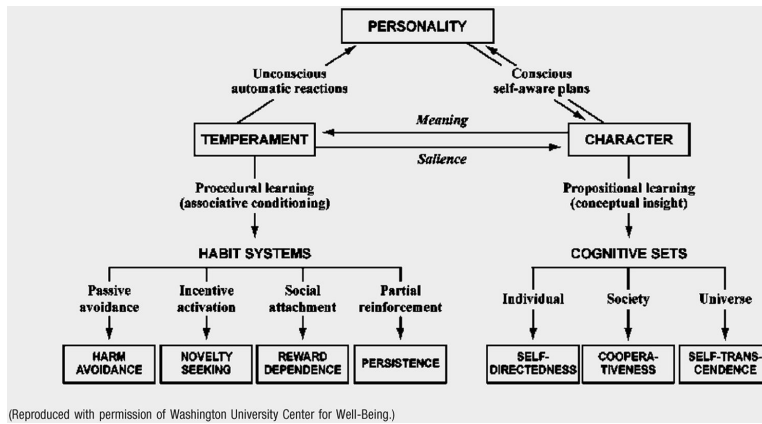 PERSONALITY
Unconscious
automatic reactions
Conscious
self-aware plans
Meaning
TEMPERAMENT
CHARACTER
Salience
Procedural learning
(associative conditioning)
Propositional learning
(conceptual insight)
HABIT SYSTEMS
COGNITIVE SETS
Passive
avoidance
Incentive
activation
Social
attachment
Partial
reinforcement
Individual
Society
Universe
HARM
AVOIDANCE
NOVELTY
SEEKING
REWARD
DEPENDENCE
PERSISTENCE
SELF-
DIRECTEDNESS
COOPERA-
TIVENESS
SELF-TRANS-
CENDENCE
(Reproduced with permission of Washington University Center for Well-Being.)